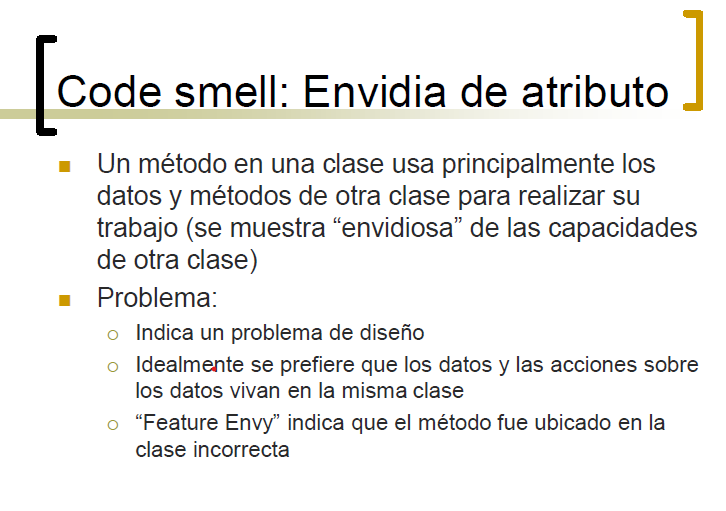 Code smell: Envidia de atributo
Un método en una clase usa principalmente los
datos y métodos de otra clase para realizar su
trabajo (se muestra “envidiosa” de las capacidades
de otra clase)
Problema:
Indica un problema de diseño
Idealmente se prefiere que los datos y las acciones sobre
los datos vivan en la misma clase
“Feature Envy” indica que el método fue ubicado en la
clase incorrecta